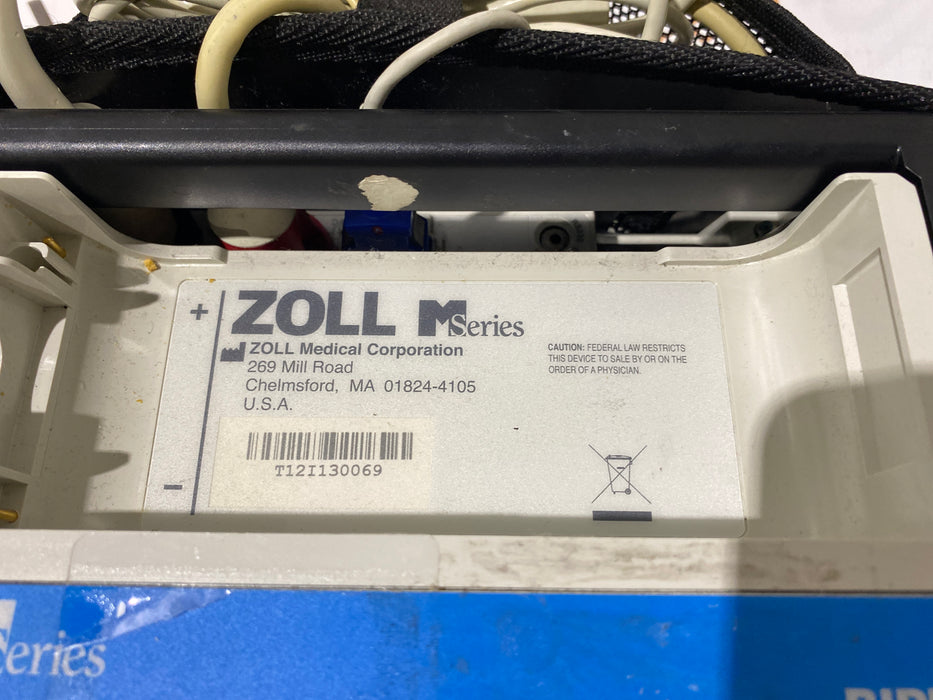 +
ZOLL M Series
ZOLL Medical Corporation
269 Mill Road
Chelmsford, MA 01824-4105
U.S.A.
CAUTION: FEDERAL LAW RESTRICTS
THIS DEVICE TO SALE BY OR ON THE
ORDER OF A PHYSICIAN.
T12I130069
−
Series